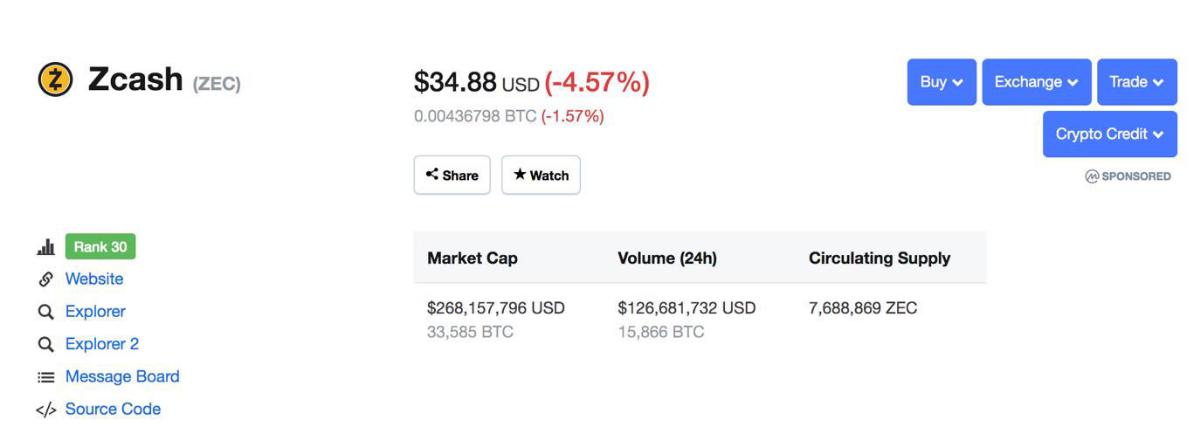 Zcash (ZEC)
$34.88 USD (-4.57%)
0.00436798 BTC (-1.57%)
Buy
Exchange
Trade
Crypto Credit
SPONSORED
Share
Watch
Rank 30
Website
Explorer
Explorer 2
Message Board
Source Code
Market Cap Volume (24h) Circulating Supply
$268,157,796 USD $126,681,732 USD 7,688,869 ZEC
33,585 BTC 15,866 BTC